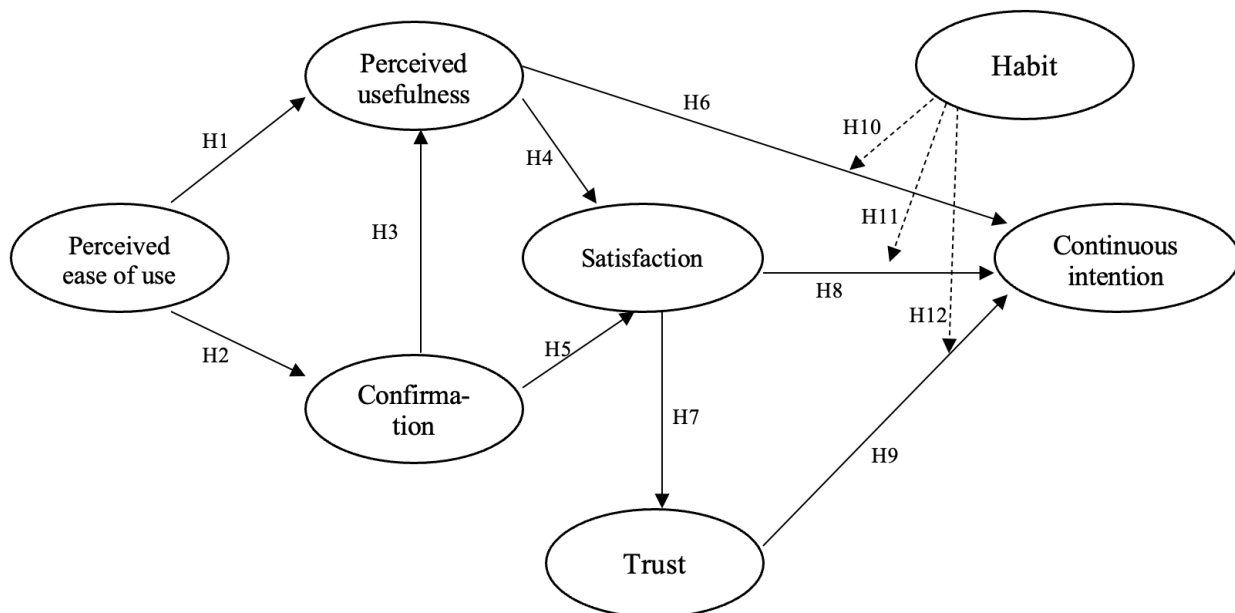 Perceived
usefulness
Habit
H6
H10
H1
H4
H3
H11
Perceived
ease of use
Satisfaction
Continuous
intention
H8
H12
H2
H5
Confirma-
tion
H7
H9
Trust